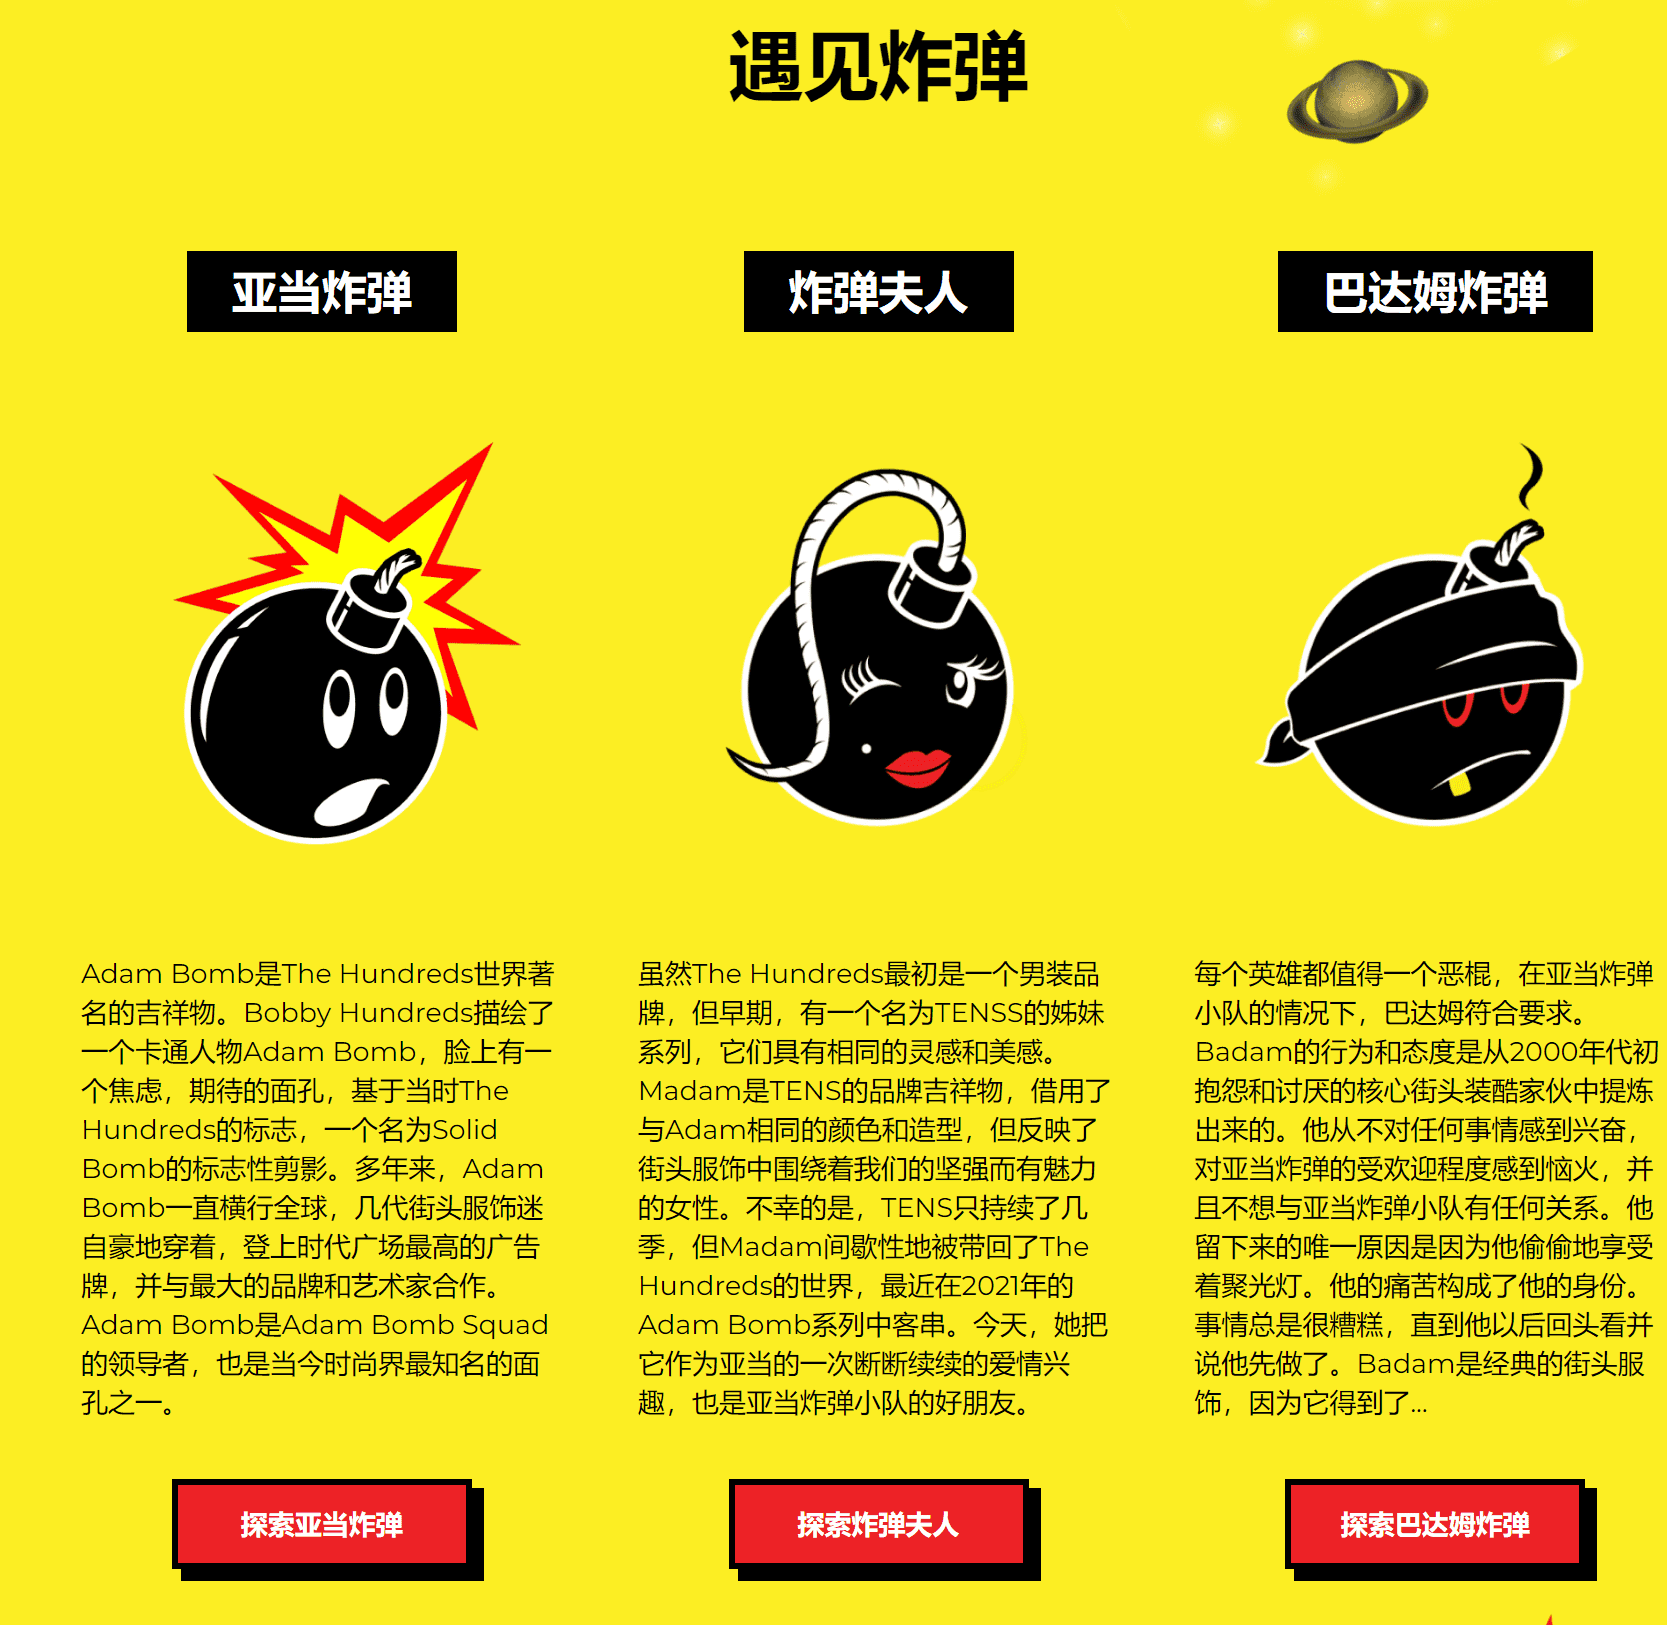 遇见炸弹
亚当炸弹
炸弹夫人
巴达姆炸弹
Adam Bomb是The Hundreds世界著
名的吉祥物。Bobby Hundreds描绘了
一个卡通人物Adam Bomb，脸上有一
个焦虑，期待的面孔，基于当时The
Hundreds的标志，一个名为Solid
Bomb的标志性剪影。多年来，Adam
Bomb一直横行全球，几代街头服饰迷
自豪地穿着，登上时代广场最高的广告
牌，并与最大的品牌和艺术家合作。
Adam Bomb是Adam Bomb Squad
的领导者，也是当今时尚界最知名的面
孔之一。
虽然The Hundreds最初是一个男装品
牌，但早期，有一个名为TENSS的姊妹
系列，它们具有相同的灵感和美感。
Madam是TENS的品牌吉祥物，借用了
与Adam相同的颜色和造型，但反映了
街头服饰中围绕着我们的坚强而有魅力
的女性。不幸的是，TENS只持续了几
季，但Madam间歇性地被带回了The
Hundreds的世界，最近在2021年的
Adam Bomb系列中客串。今天，她把
它作为亚当的一次断断续续的爱情兴
趣，也是亚当炸弹小队的好朋友。
每个英雄都值得一个恶棍，在亚当炸弹
小队的情况下，巴达姆符合要求。
Badam的行为和态度是从2000年代初
抱怨和讨厌的核心街头装酷家伙中提炼
出来的。他从不对任何事情感到兴奋，
对亚当炸弹的受欢迎程度感到恼火，并
且不想与亚当炸弹小队有任何关系。他
留下来的唯一原因是因为他偷偷地享受
着聚光灯。他的痛苦构成了他的身份。
事情总是很糟糕，直到他以后回头看并
说他先做了。Badam是经典的街头服
饰，因为它得到了...
探索亚当炸弹
探索炸弹夫人
探索巴达姆炸弹